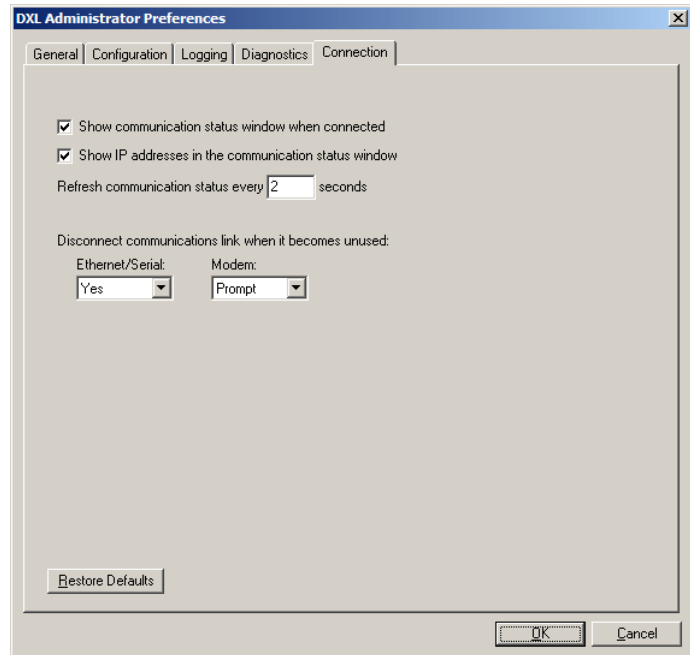 DXL Administrator Preferences
General Configuration Logging Diagnostics Connection
Show communication status window when connected
Show IP addresses in the communication status window
Refresh communication status every 2 seconds
Disconnect communications link when it becomes unused:
Ethernet/Serial: Modem:
Yes Prompt
Restore Defaults
OK Cancel